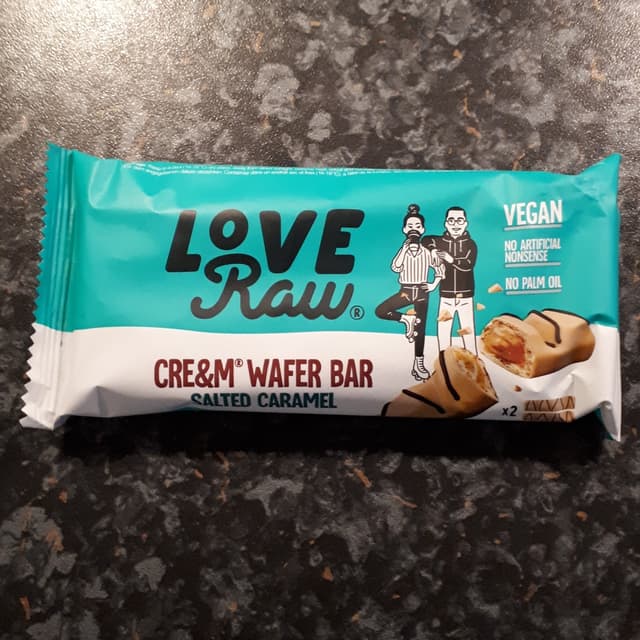 LOVE
Raw®
VEGAN
NO ARTIFICIAL
NONSENSE
NO PALM OIL
CRE&M® WAFER BAR
SALTED CARAMEL
x2